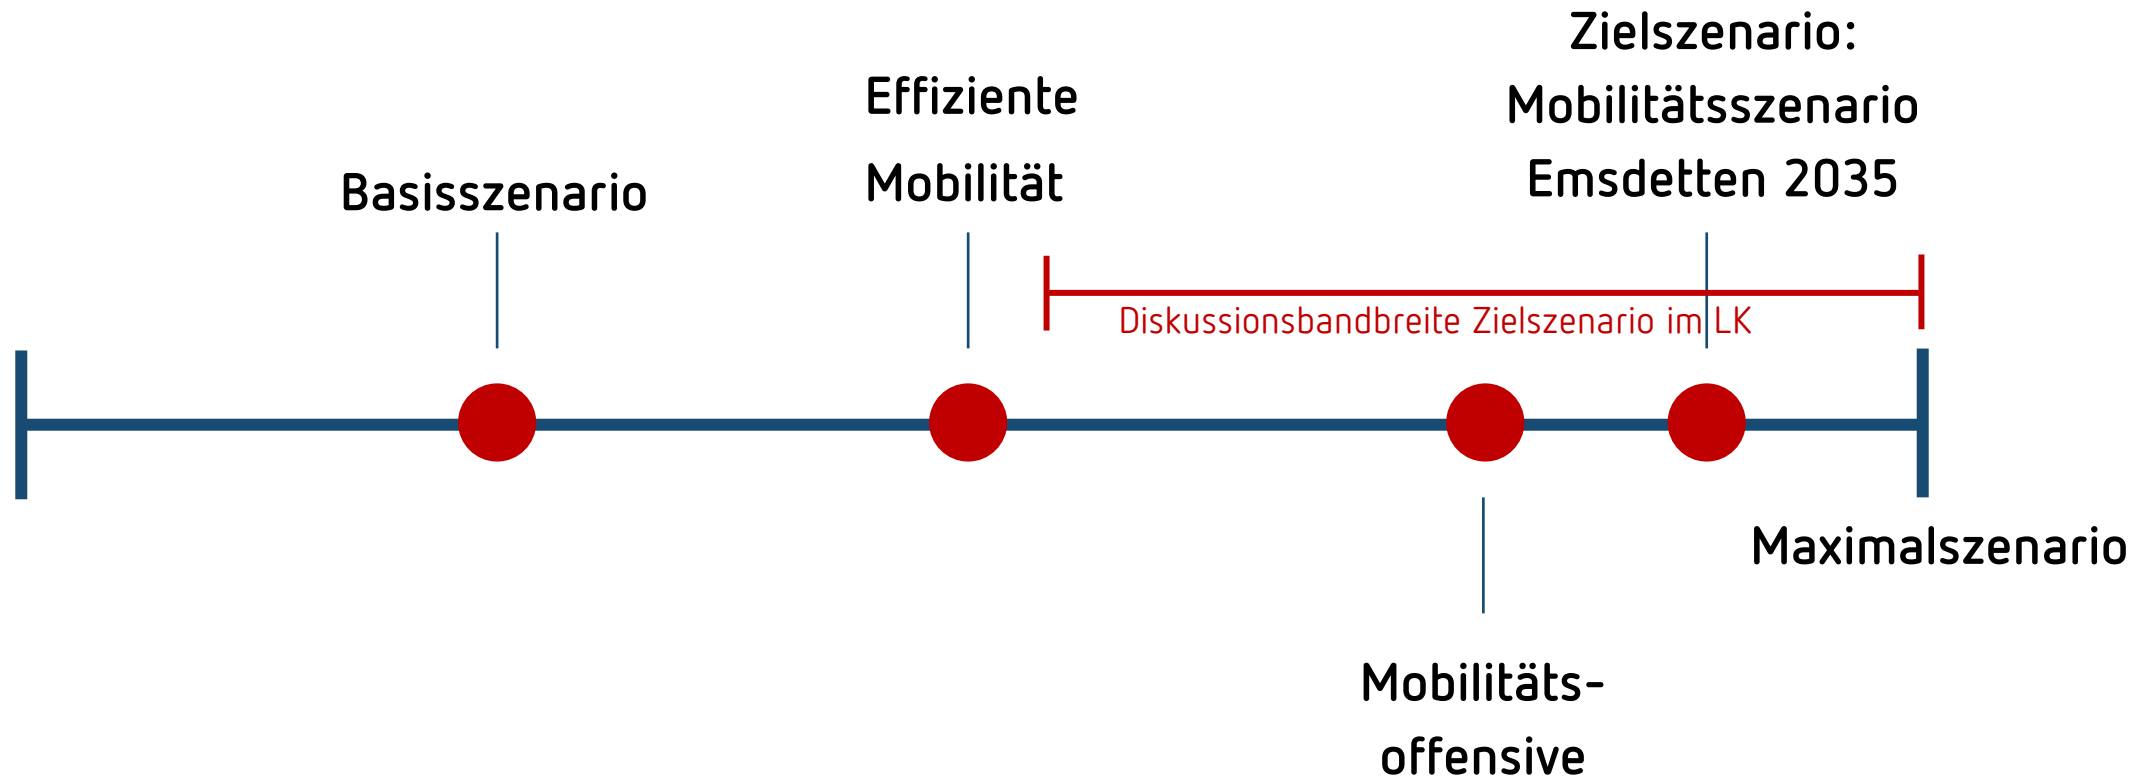 Basisszenario
Effiziente
Mobilität
Zielszenario:
Mobilitätsszenario
Emsdetten 2035
Diskussionsbandbreite Zielszenario im LK
Maximalszenario
Mobilitäts-
offensive